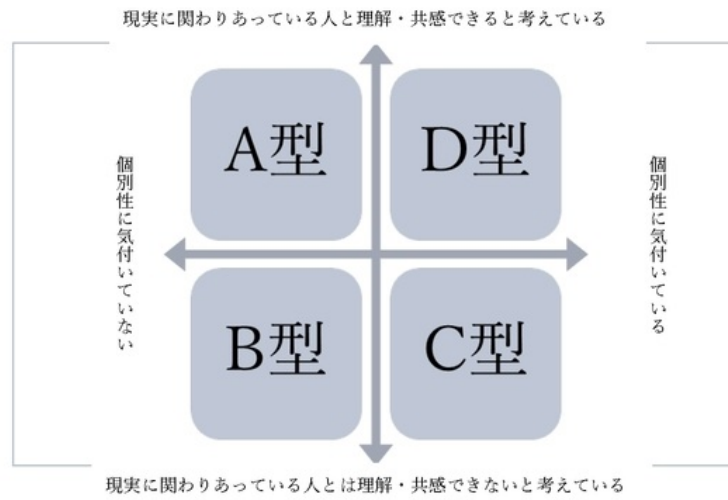 現実に関わりあっている人と理解・共感できると考えている
A型
D型
個別性に気付いていない
個別性に気付いている
B型
C型
現実に関わりあっている人とは理解・共感できないと考えている